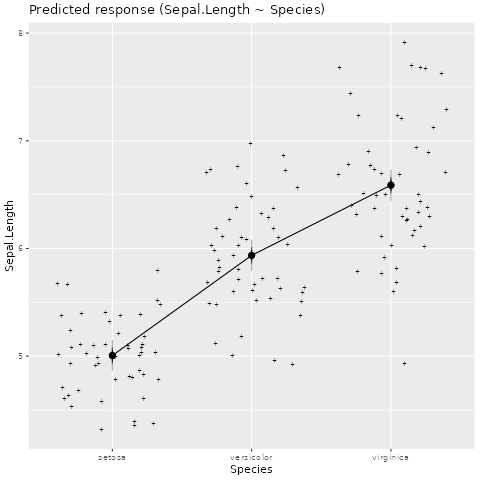 Predicted response (Sepal.Length ~ Species)
8
7
6
5
Sepal.Length
setosa
versicolor
virginica
Species